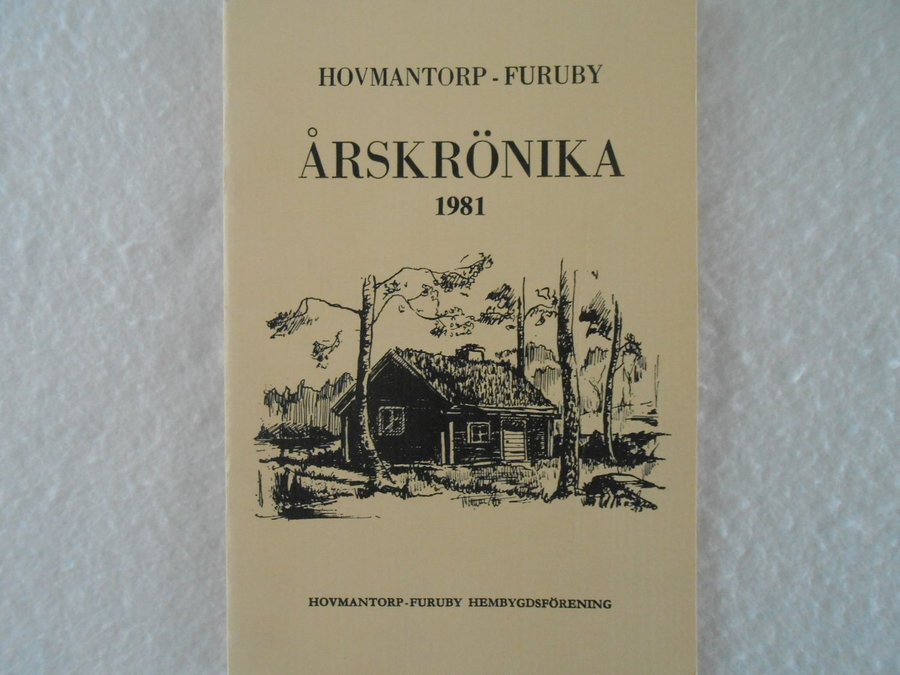 HOVMANTORP - FURUBY
ÅRSKRÖNIKA
1981
HOVMANTORP-FURUBY HEMBYGDSFÖRENING